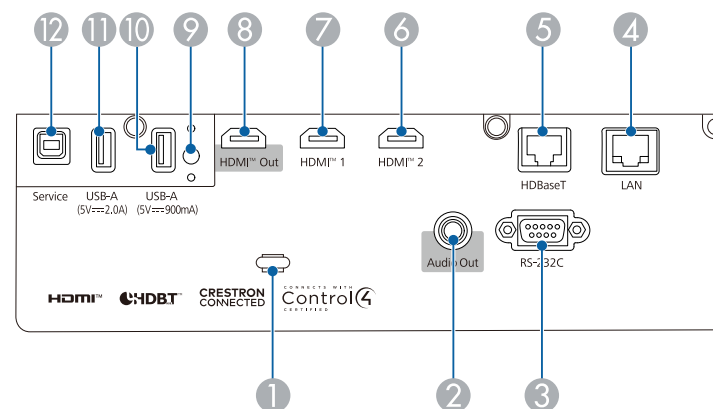 12 11 10 9 8 7 6 5 4
HDMI™ Out HDMI™ 1 HDMI™ 2
HDBaseT LAN
Service USB-A USB-A
(5V⎓2.0A) (5V⎓900mA)
Audio Out RS-232C
HDMI™ HDBT™ CRESTRON CONNECTED CONNECTS WITH Control4 CERTIFIED
1 2 3